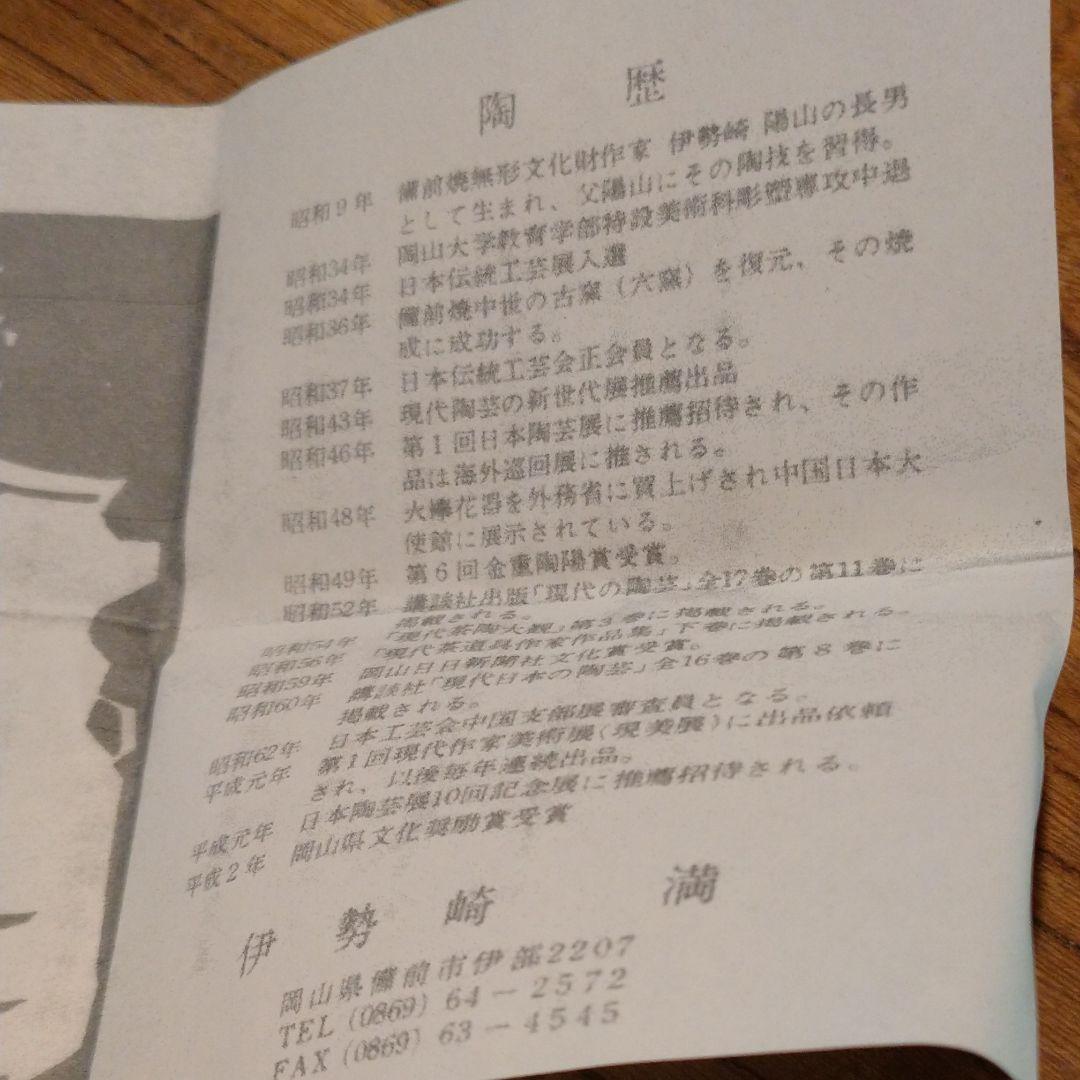 陶歴
昭和9年 備前焼無形文化財作家 伊勢崎 陽山の長男
として生まれ、父陽山にその陶技を習得。
昭和34年 岡山大学教育学部特設美術科彫塑専攻中退
昭和34年 日本伝統工芸展入選
昭和36年 備前焼中世の古窯(穴窯)を復元、その焼
成に成功する。
昭和37年 日本伝統工芸会正会員となる。
昭和43年 現代陶芸の新世代展推薦出品
昭和46年 第1回日本陶芸展に推薦招待され、その作
品は海外巡回展に推される。
昭和48年 火襷花器を外務省に買上げされ中国日本大
使館に展示されている。
昭和49年 第6回金重陶陽賞受賞。
昭和52年 講談社出版「現代の陶芸」全17巻の第11巻に
掲載される。
昭和54年 「現代茶陶大観」第3巻に掲載される。
昭和56年 「現代茶道具作家作品集」下巻に掲載される。
昭和59年 岡山日日新聞社文化賞受賞。
昭和60年 講談社「現代日本の陶芸」全16巻の第8巻に
掲載される。
昭和62年 日本工芸会中国支部展審査員となる。
平成元年 第1回現代作家美術展(現美展)に出品依頼
され、以後毎年連続出品。
平成元年 日本陶芸展10回記念展に推薦招待される。
平成2年 岡山県文化奨励賞受賞
伊勢崎 満
岡山県備前市伊部2207
TEL (0869) 64-2572
FAX (0869) 63-4545